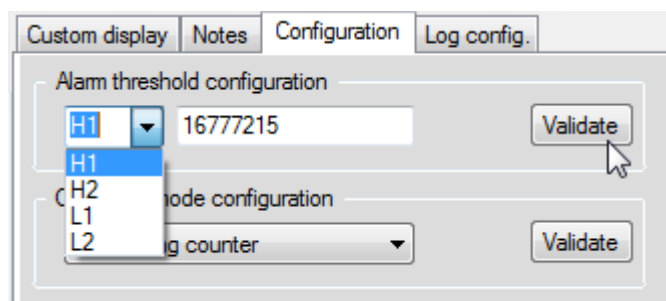 Custom display Notes Configuration Log config.
Alarm threshold configuration
H1 16777215 Validate
H1
H2 node configuration
L1
L2 counter Validate